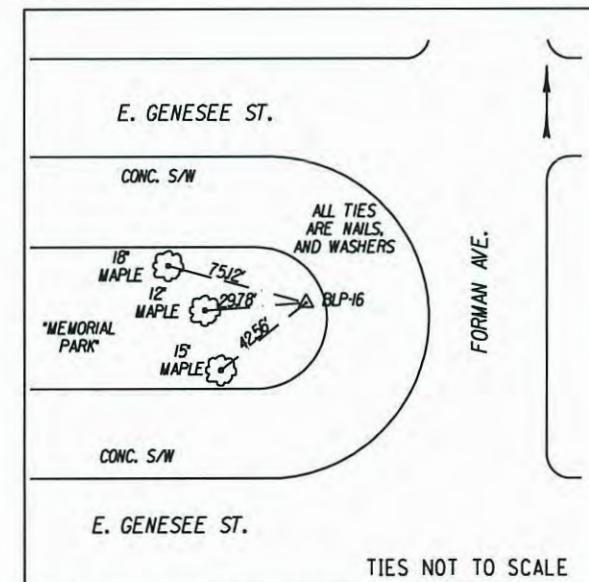 E. GENESEE ST.
CONC. S/W
ALL TIES
ARE NAILS,
AND WASHERS
18"
MAPLE
75.12'
12"
MAPLE
29.78'
BLP-16
FORMAN AVE.
"MEMORIAL
PARK"
15"
MAPLE
42.56'
CONC. S/W
E. GENESEE ST.
TIES NOT TO SCALE